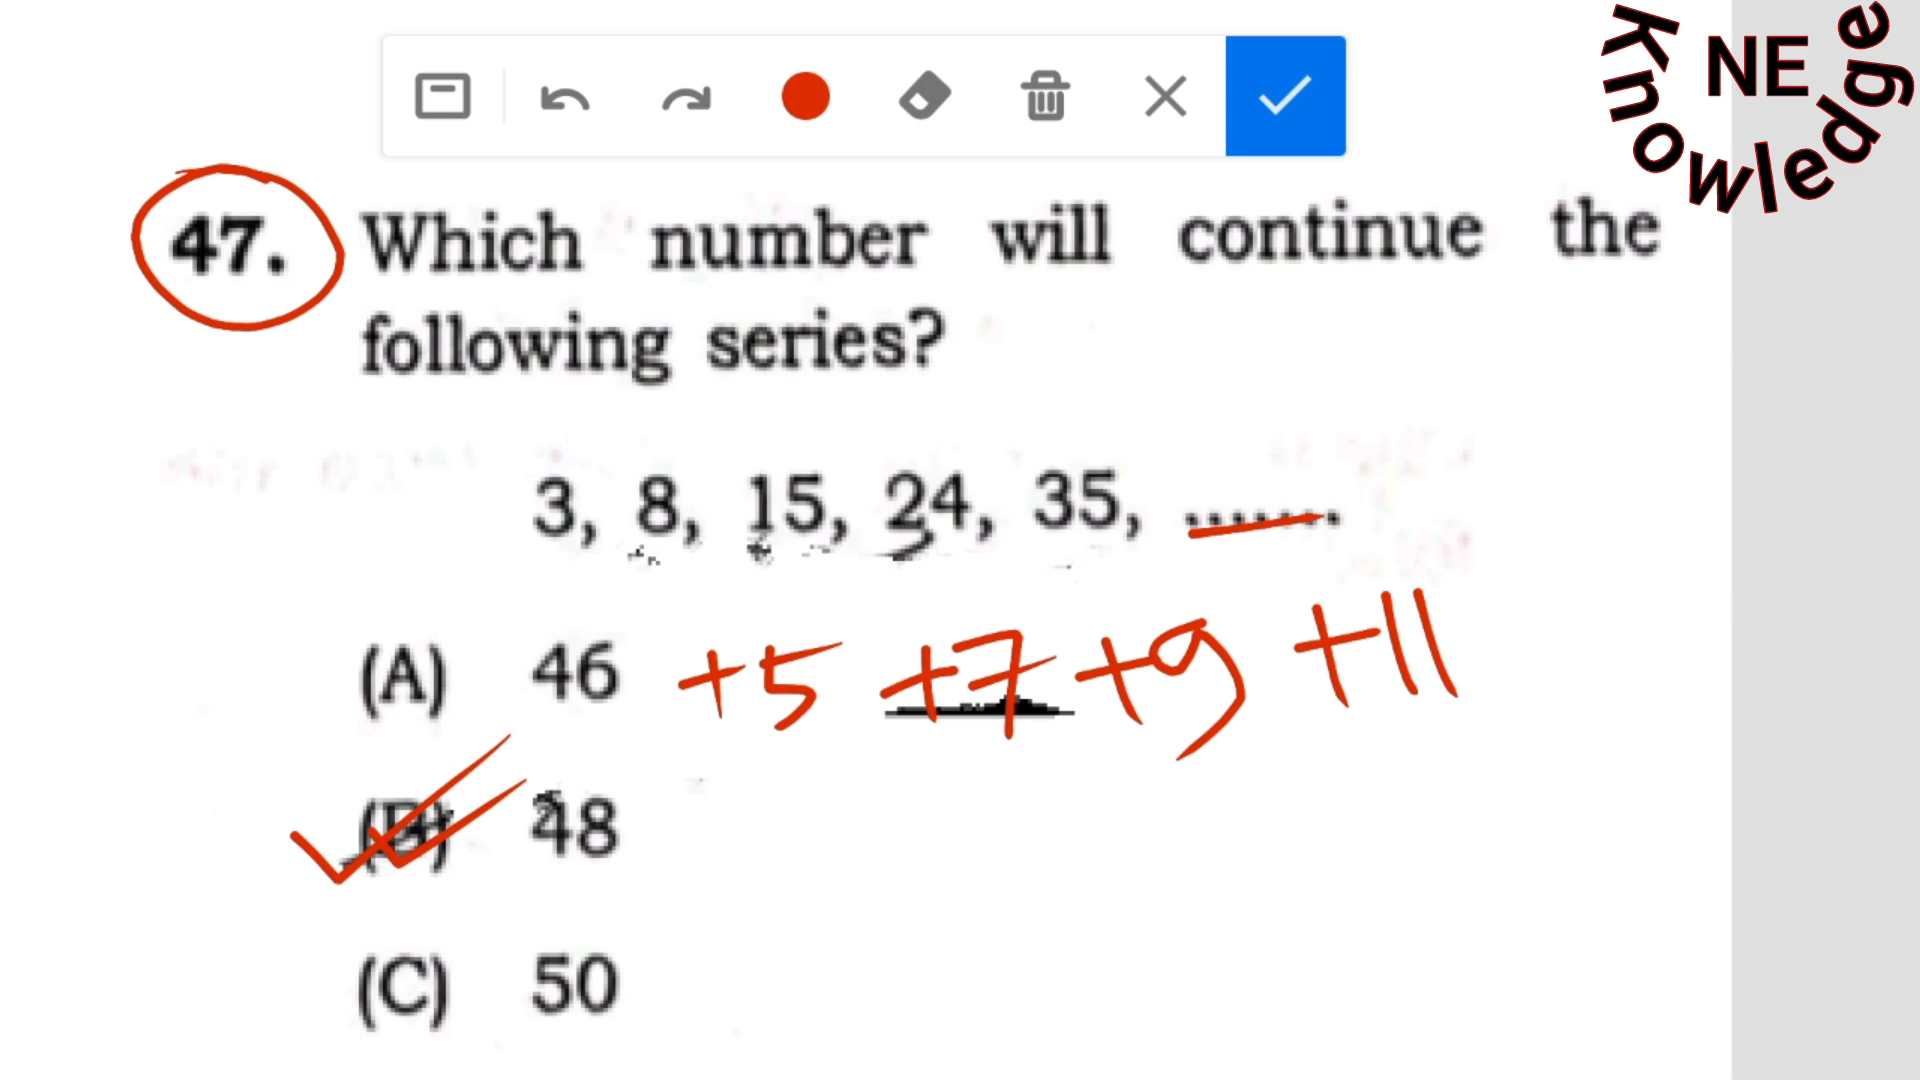 NE
Knowledge
47. Which number will continue the
following series?
3, 8, 15, 24, 35, .......
(A) 46 +5 +7 +9 +11
(B) 48
(C) 50